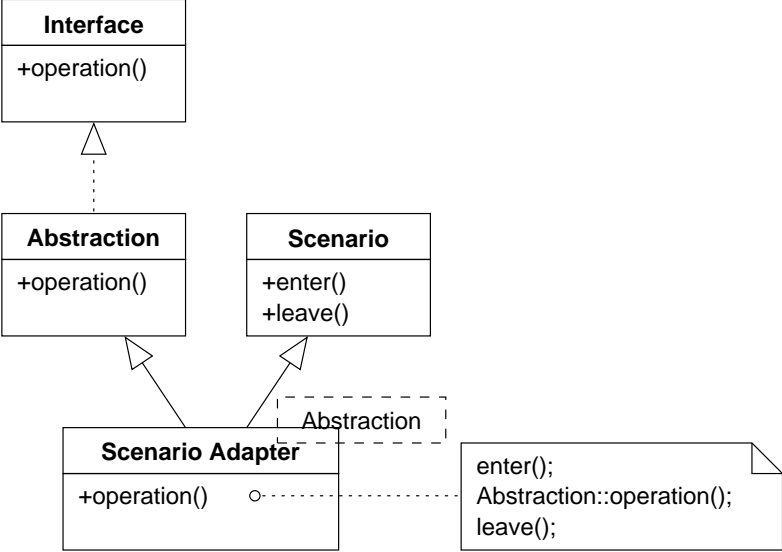 Interface
+operation()
Abstraction
+operation()
Scenario
+enter()
+leave()
Abstraction
Scenario Adapter
+operation()
enter();
Abstraction::operation();
leave();